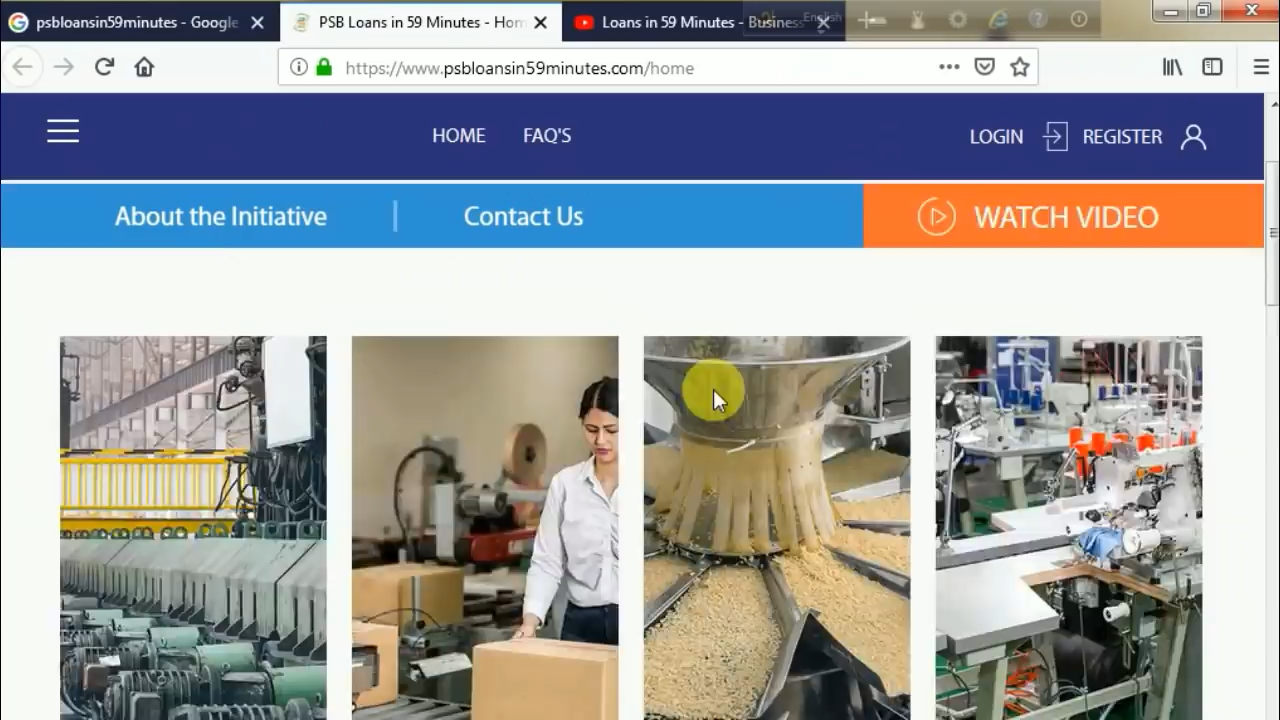 psbloansin59minutes - Google
PSB Loans in 59 Minutes - Hom
Loans in 59 Minutes - Business
English
https://www.psbloansin59minutes.com/home
HOME
FAQ'S
LOGIN
REGISTER
About the Initiative
Contact Us
WATCH VIDEO